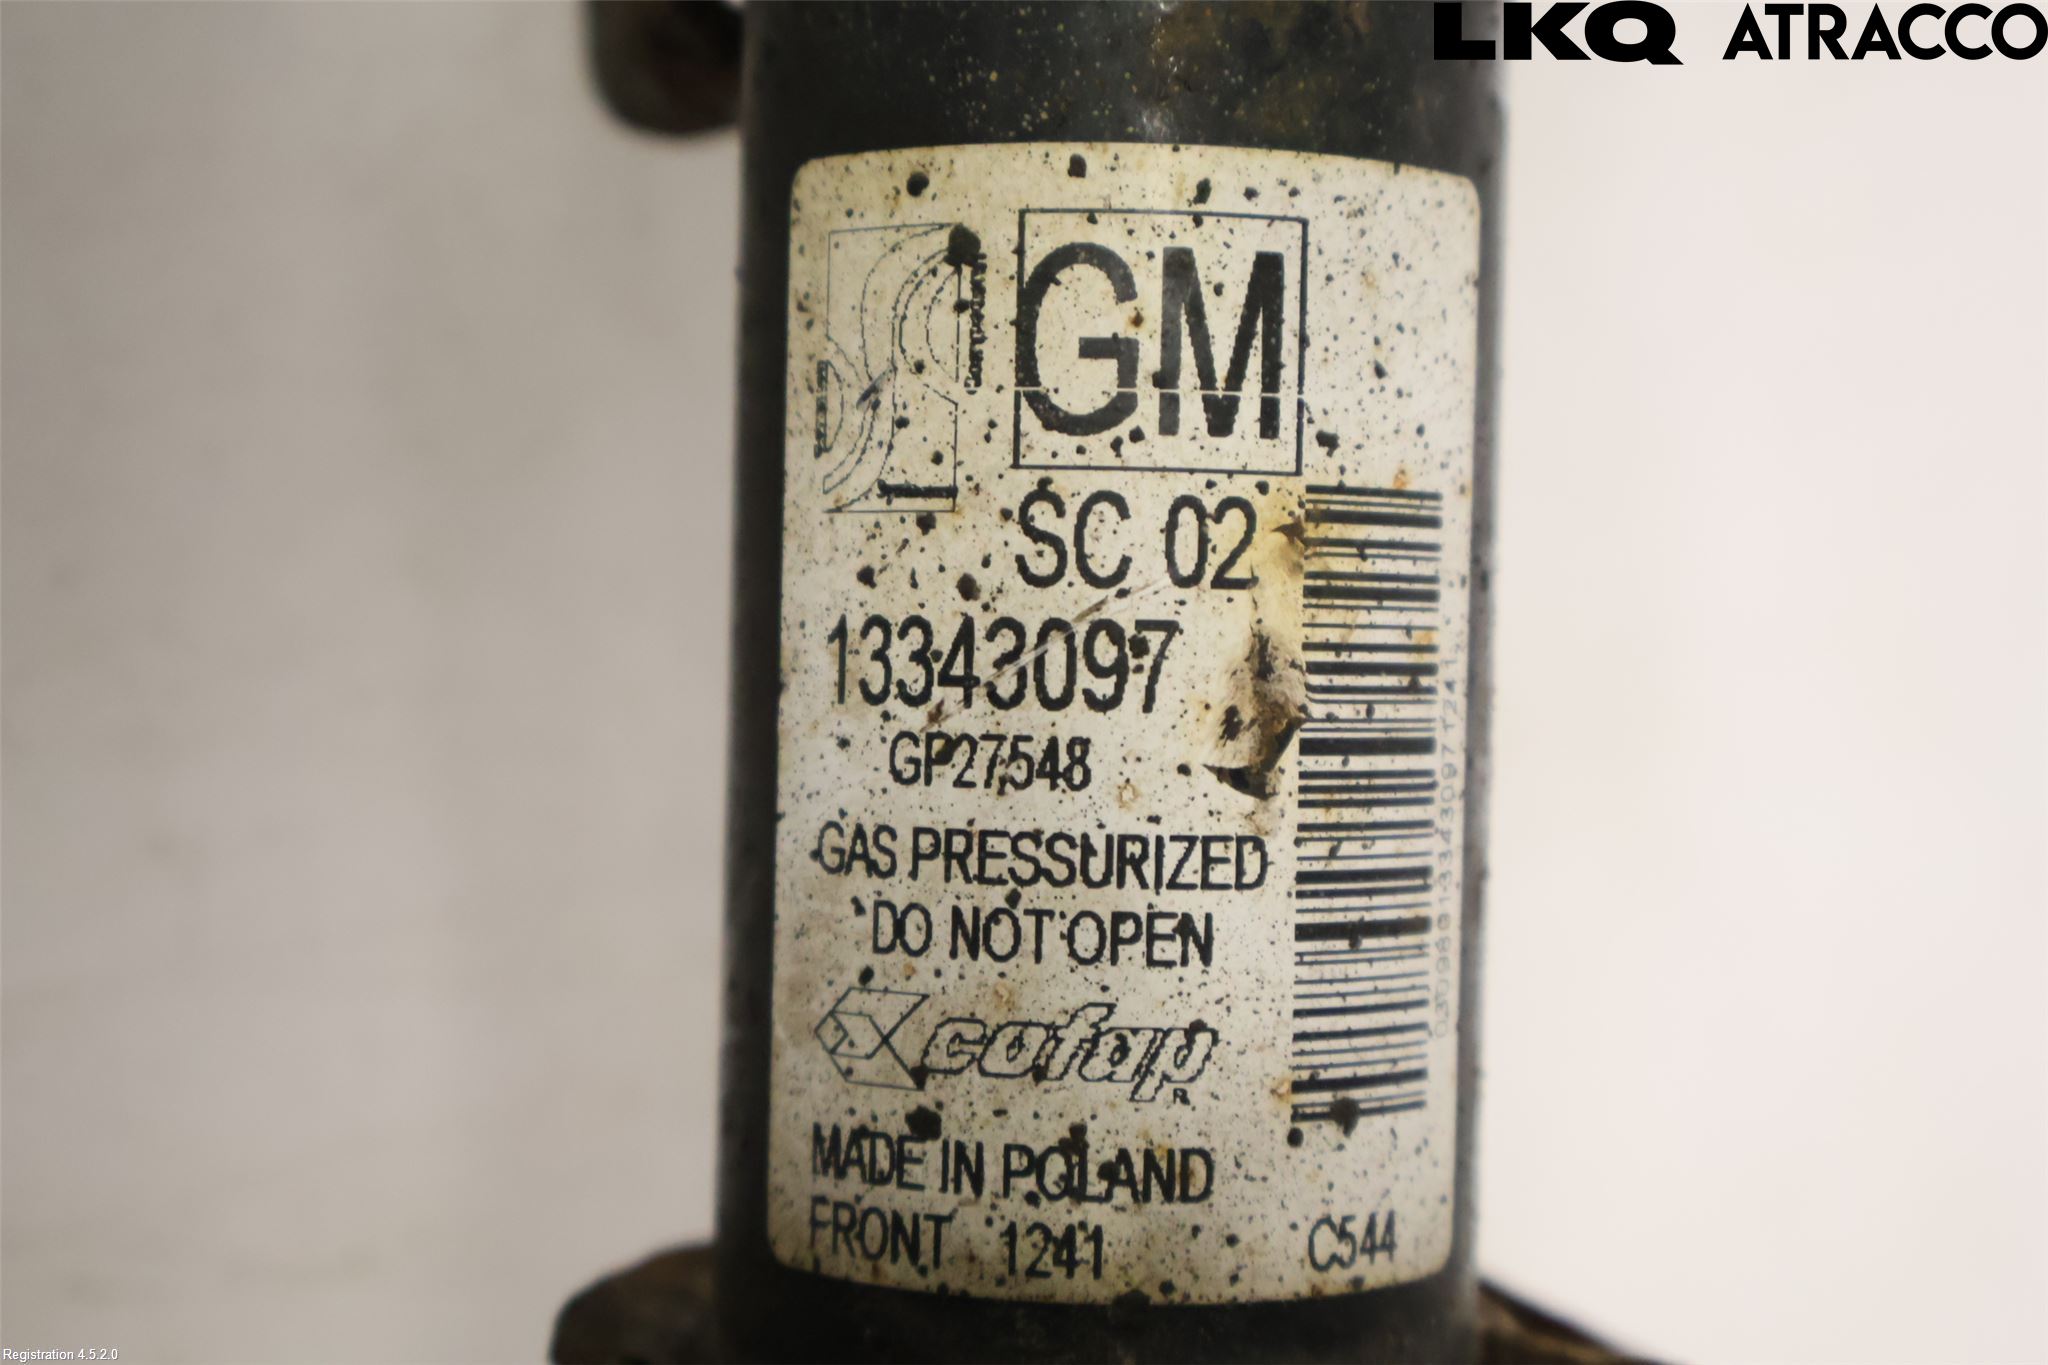 LKQ ATRACCO
GM
SC 02
13343097
GP27548
GAS PRESSURIZED
DO NOT OPEN
cofap
R
MADE IN POLAND
FRONT 1241 C544
Registration 4.5.2.0